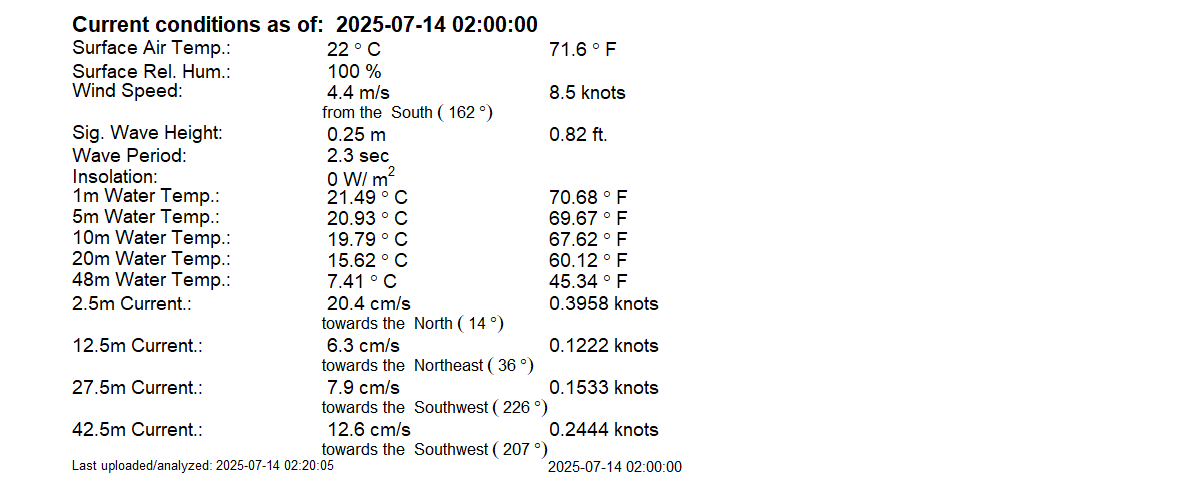 Current conditions as of: 2025-07-14 02:00:00
Surface Air Temp.: 22 ° C 71.6 ° F
Surface Rel. Hum.: 100 %
Wind Speed: 4.4 m/s 8.5 knots
from the South ( 162 °)
Sig. Wave Height: 0.25 m 0.82 ft.
Wave Period: 2.3 sec
Insolation: 0 W/ m²
1m Water Temp.: 21.49 ° C 70.68 ° F
5m Water Temp.: 20.93 ° C 69.67 ° F
10m Water Temp.: 19.79 ° C 67.62 ° F
20m Water Temp.: 15.62 ° C 60.12 ° F
48m Water Temp.: 7.41 ° C 45.34 ° F
2.5m Current.: 20.4 cm/s 0.3958 knots
towards the North ( 14 °)
12.5m Current.: 6.3 cm/s 0.1222 knots
towards the Northeast ( 36 °)
27.5m Current.: 7.9 cm/s 0.1533 knots
towards the Southwest ( 226 °)
42.5m Current.: 12.6 cm/s 0.2444 knots
towards the Southwest ( 207 °)
Last uploaded/analyzed: 2025-07-14 02:20:05 2025-07-14 02:00:00